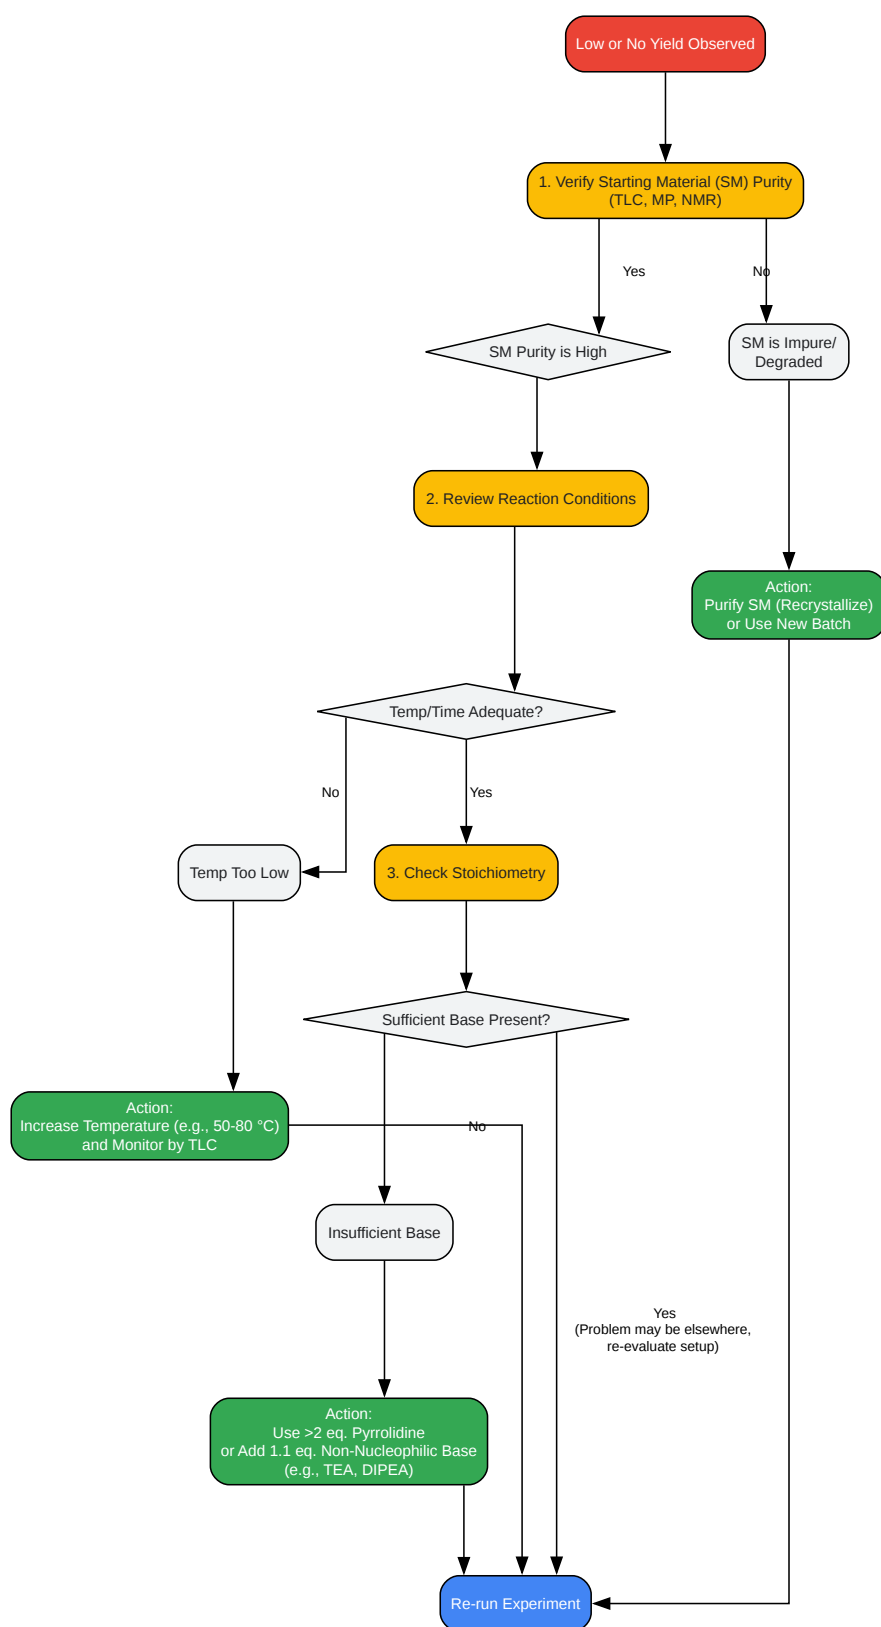 Low or No Yield Observed
1. Verify Starting Material (SM) Purity
(TLC, MP, NMR)
Yes
No
SM Purity is High
SM is Impure/
Degraded
2. Review Reaction Conditions
Action:
Purify SM (Recrystallize)
or Use New Batch
Temp/Time Adequate?
No
Yes
Temp Too Low
3. Check Stoichiometry
Sufficient Base Present?
Action:
Increase Temperature (e.g., 50-80 °C)
and Monitor by TLC
No
Insufficient Base
Yes
(Problem may be elsewhere,
re-evaluate setup)
Action:
Use >2 eq. Pyrrolidine
or Add 1.1 eq. Non-Nucleophilic Base
(e.g., TEA, DIPEA)
Re-run Experiment